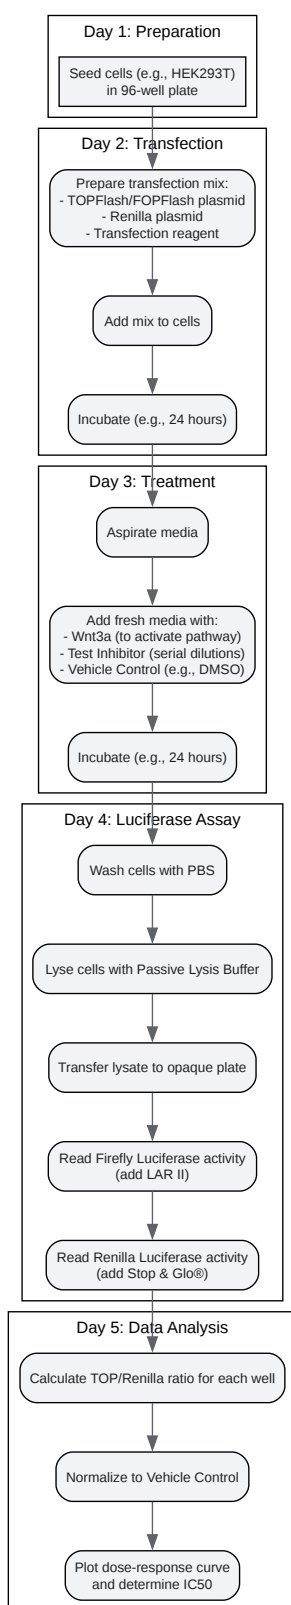 Day 1: Preparation
Seed cells (e.g., HEK293T)
in 96-well plate
Day 2: Transfection
Prepare transfection mix:
- TOPFlash/FOPFlash plasmid
- Renilla plasmid
- Transfection reagent
Add mix to cells
Incubate (e.g., 24 hours)
Day 3: Treatment
Aspirate media
Add fresh media with:
- Wnt3a (to activate pathway)
- Test Inhibitor (serial dilutions)
- Vehicle Control (e.g., DMSO)
Incubate (e.g., 24 hours)
Day 4: Luciferase Assay
Wash cells with PBS
Lyse cells with Passive Lysis Buffer
Transfer lysate to opaque plate
Read Firefly Luciferase activity
(add LAR II)
Read Renilla Luciferase activity
(add Stop & Glo®)
Day 5: Data Analysis
Calculate TOP/Renilla ratio for each well
Normalize to Vehicle Control
Plot dose-response curve
and determine IC50